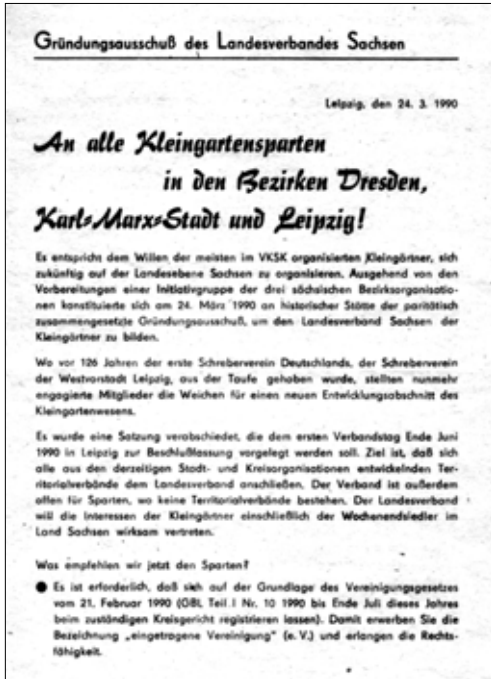 Gründungsausschuß des Landesverbandes Sachsen
Leipzig, den 24. 3. 1990
An alle Kleingartensparten
in den Bezirken Dresden,
Karl-Marx-Stadt und Leipzig!
Es entspricht dem Willen der meisten im VKSK organisierten Kleingärtner, sich
zukünftig auf der Landesebene Sachsen zu organisieren. Ausgehend von den
Vorbereitungen einer Initiativgruppe der drei sächsischen Bezirksorganisatio-
nen konstituierte sich am 24. März 1990 an historischer Stätte der paritätisch
zusammengesetzte Gründungsausschuß, um den Landesverband Sachsen der
Kleingärtner zu bilden.
Wo vor 126 Jahren der erste Schreberverein Deutschlands, der Schreberverein
der Westvorstadt Leipzig, aus der Taufe gehoben wurde, stellten nunmehr
engagierte Mitglieder die Weichen für einen neuen Entwicklungsabschnitt des
Kleingartenwesens.
Es wurde eine Satzung verabschiedet, die dem ersten Verbandstag Ende Juni
1990 in Leipzig zur Beschlußfassung vorgelegt werden soll. Ziel ist, daß sich
alle aus den derzeitigen Stadt- und Kreisorganisationen entwickelnden Ter-
ritorialverbände dem Landesverband anschließen. Der Verband ist außerdem
offen für Sparten, wo keine Territorialverbände bestehen. Der Landesverband
will die Interessen der Kleingärtner einschließlich der Wochenendsiedler im
Land Sachsen wirksam vertreten.
Was empfehlen wir jetzt den Sparten?
● Es ist erforderlich, daß sich auf der Grundlage des Vereinigungsgesetzes
vom 21. Februar 1990 (GBl. Teil I Nr. 10 1990 bis Ende Juli dieses Jahres
beim zuständigen Kreisgericht registrieren lassen). Damit erwerben Sie die
Bezeichnung „eingetragene Vereinigung" (e. V.) und erlangen die Rechts-
fähigkeit.